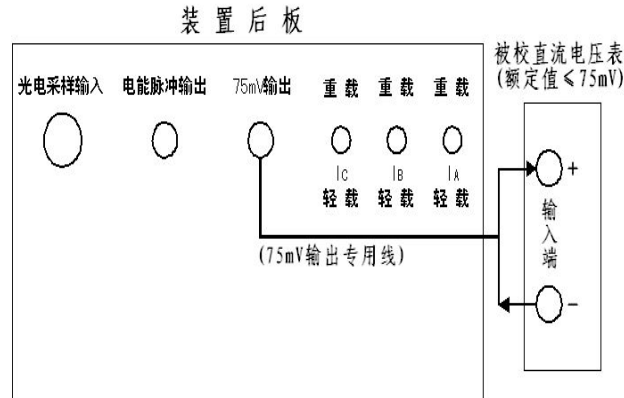 装置后板
被校直流电压表
(额定值≤75mV)
光电采样输入 电能脉冲输出 75mV输出 重载 重载 重载
IC IB IA
轻载 轻载 轻载
+
输入端
(75mV输出专用线)
-